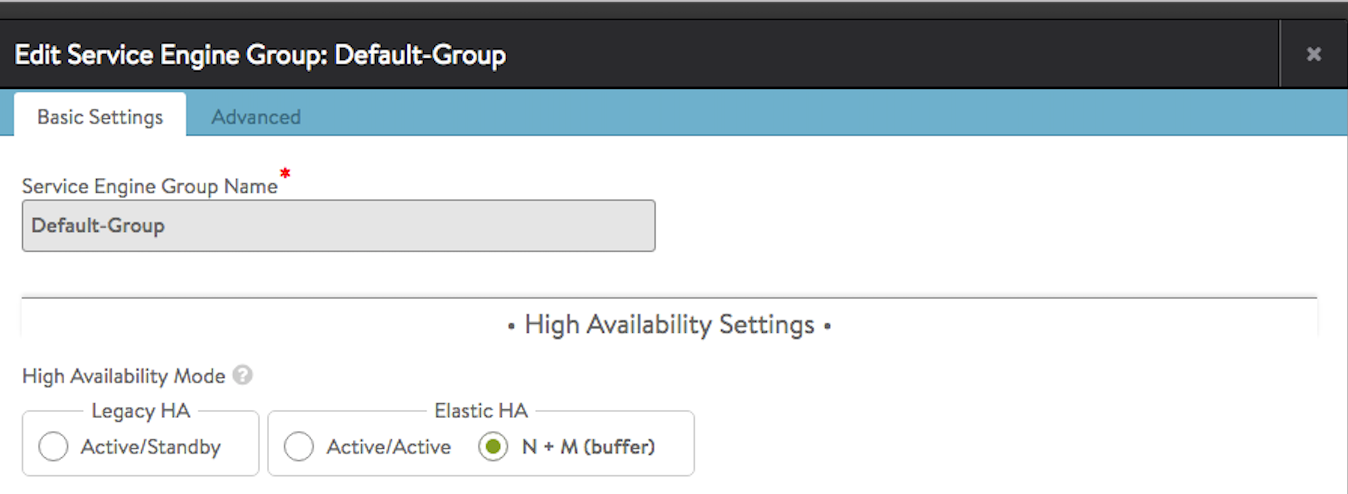 Edit Service Engine Group: Default-Group
Basic Settings Advanced
Service Engine Group Name*
Default-Group
• High Availability Settings •
High Availability Mode ?
Legacy HA Elastic HA
Active/Standby Active/Active N + M (buffer)